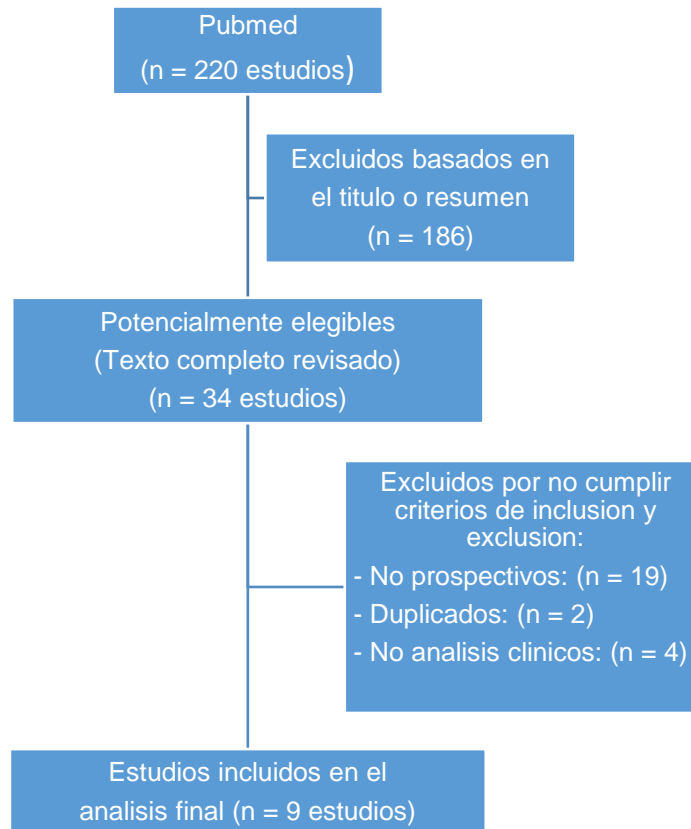 Pubmed
(n = 220 estudios)
Excluidos basados en
el titulo o resumen
(n = 186)
Potencialmente elegibles
(Texto completo revisado)
(n = 34 estudios)
Excluidos por no cumplir
criterios de inclusion y
exclusion:
- No prospectivos: (n = 19)
- Duplicados: (n = 2)
- No analisis clinicos: (n = 4)
Estudios incluidos en el
analisis final (n = 9 estudios)